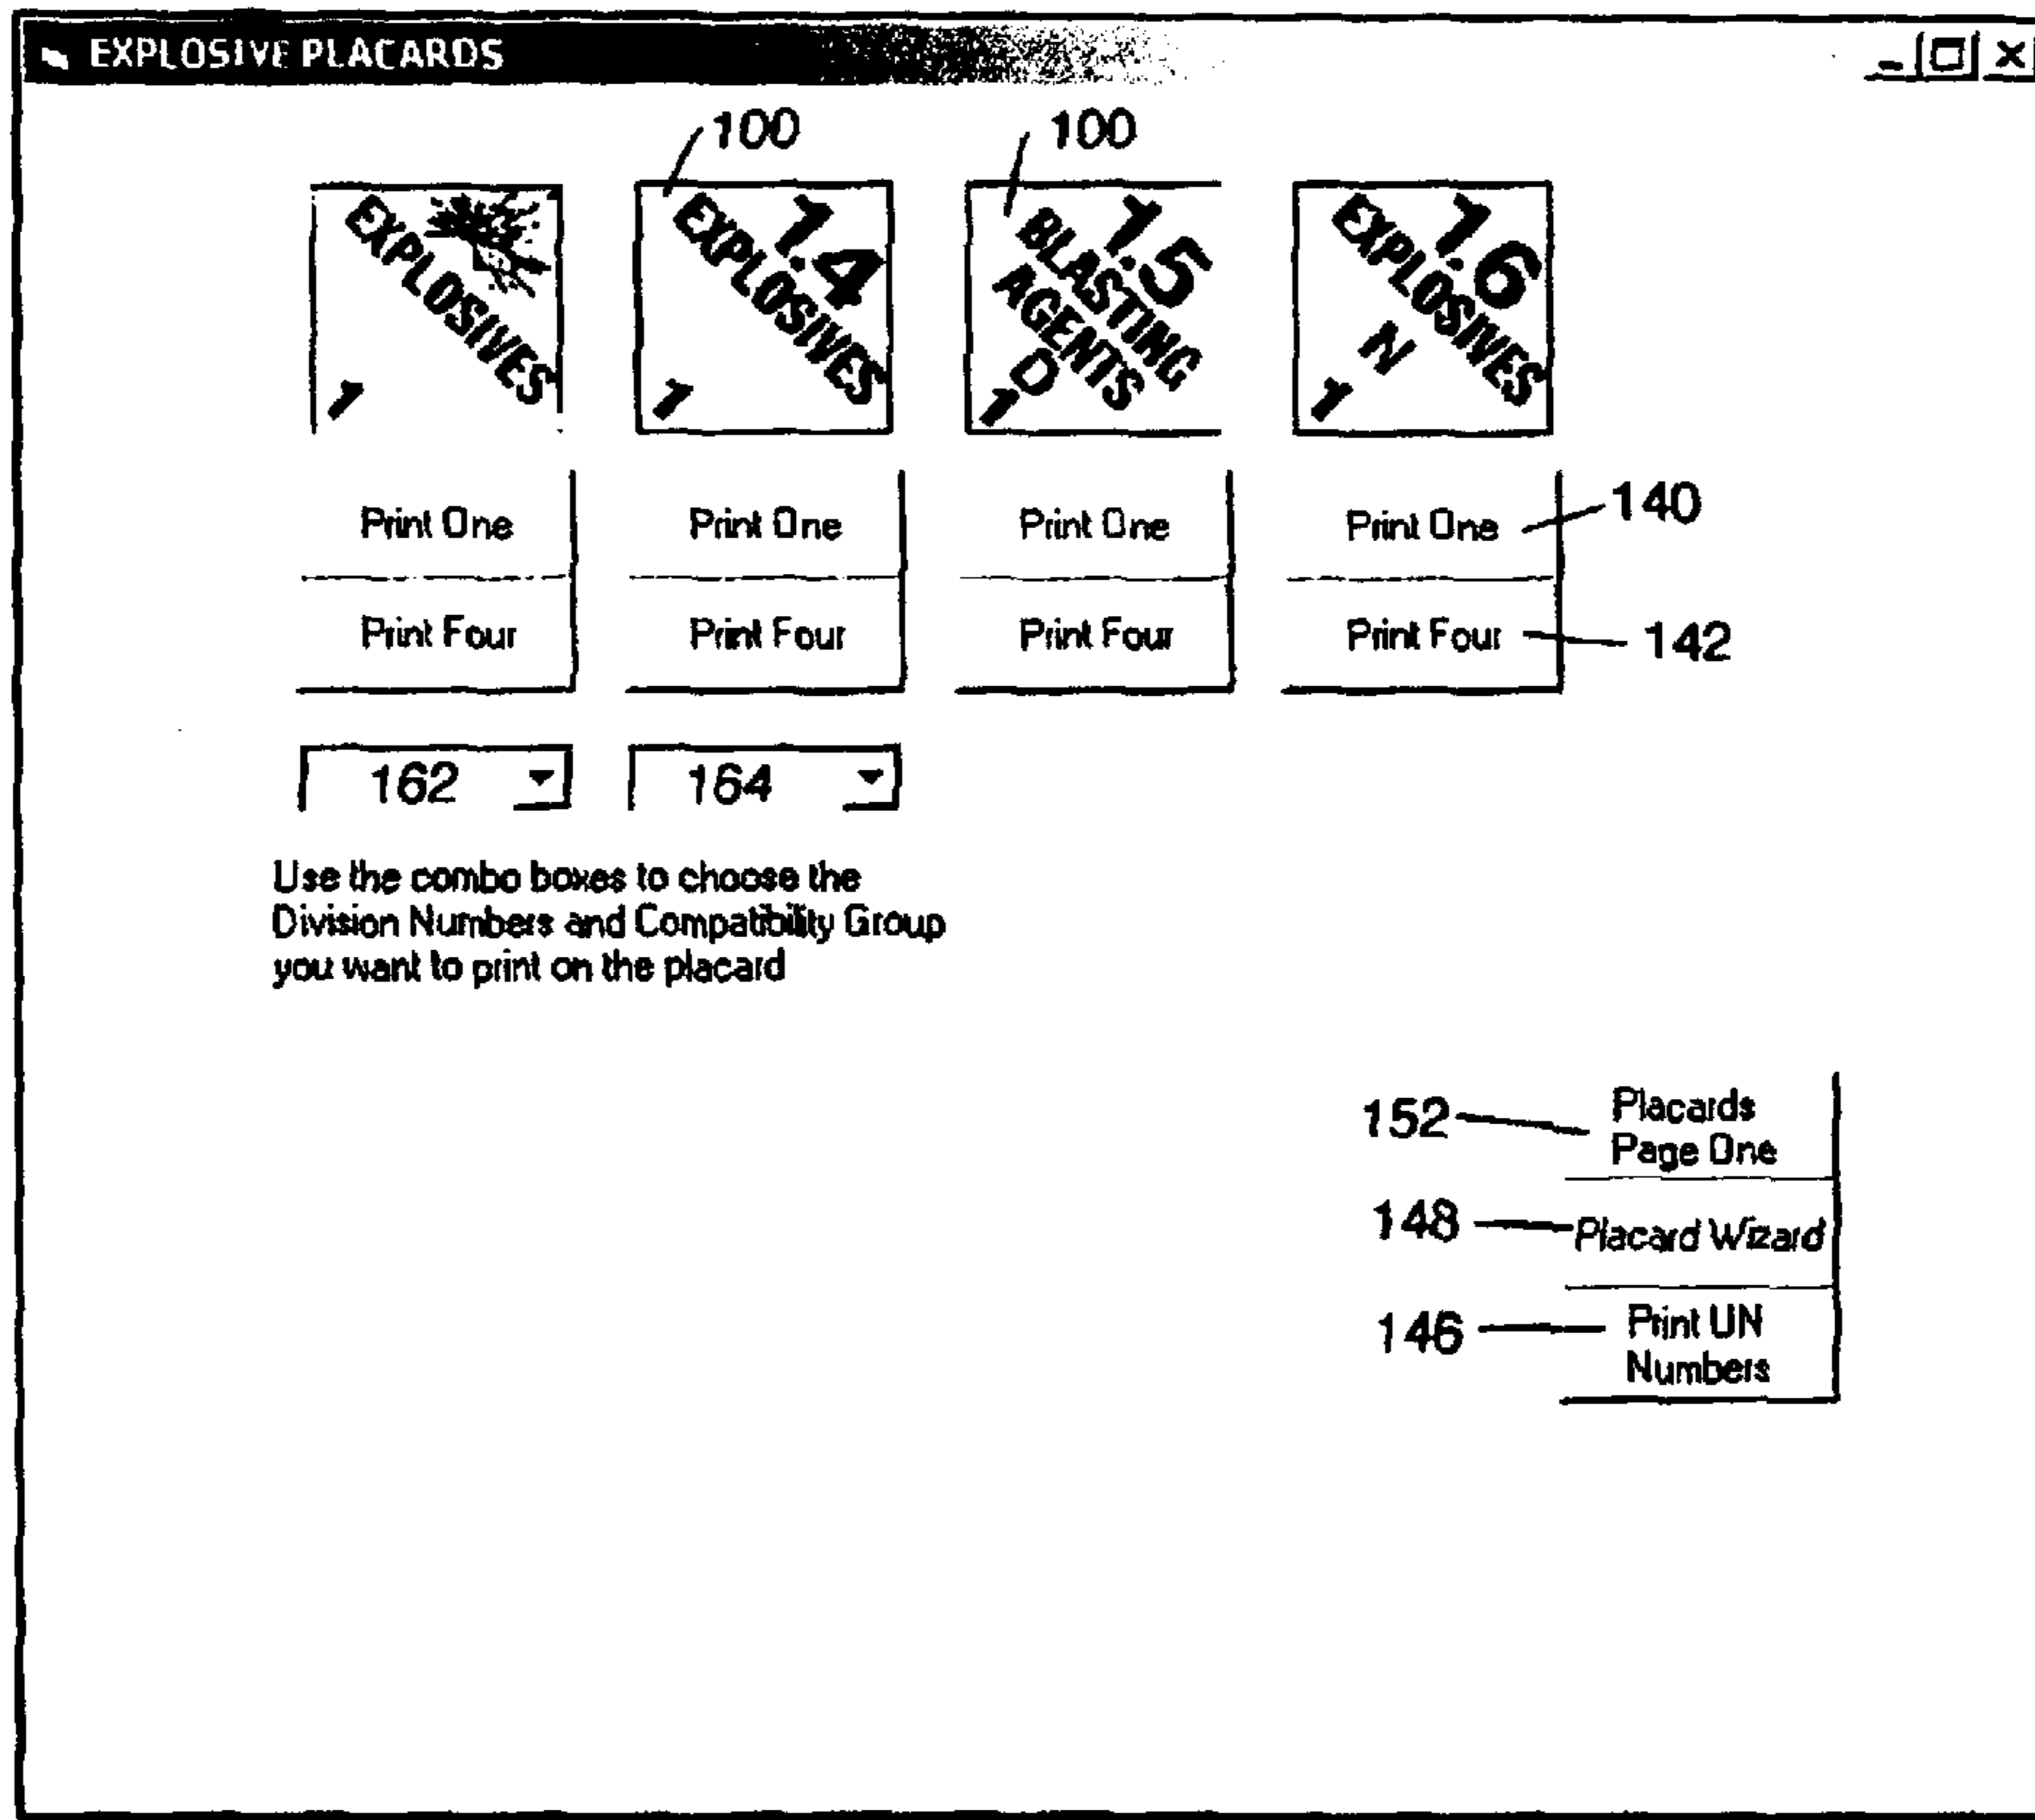 EXPLOSIVE PLACARDS
100 100
EXPLOSIVES
1
1.4
EXPLOSIVES
1
1.5
BLASTING
AGENTS
D
1
1.6
EXPLOSIVES
N
1
Print One Print One Print One Print One 140
Print Four Print Four Print Four Print Four 142
162 164
Use the combo boxes to choose the
Division Numbers and Compatibility Group
you want to print on the placard
152 Placards
Page One
148 Placard Wizard
146 Print UN
Numbers